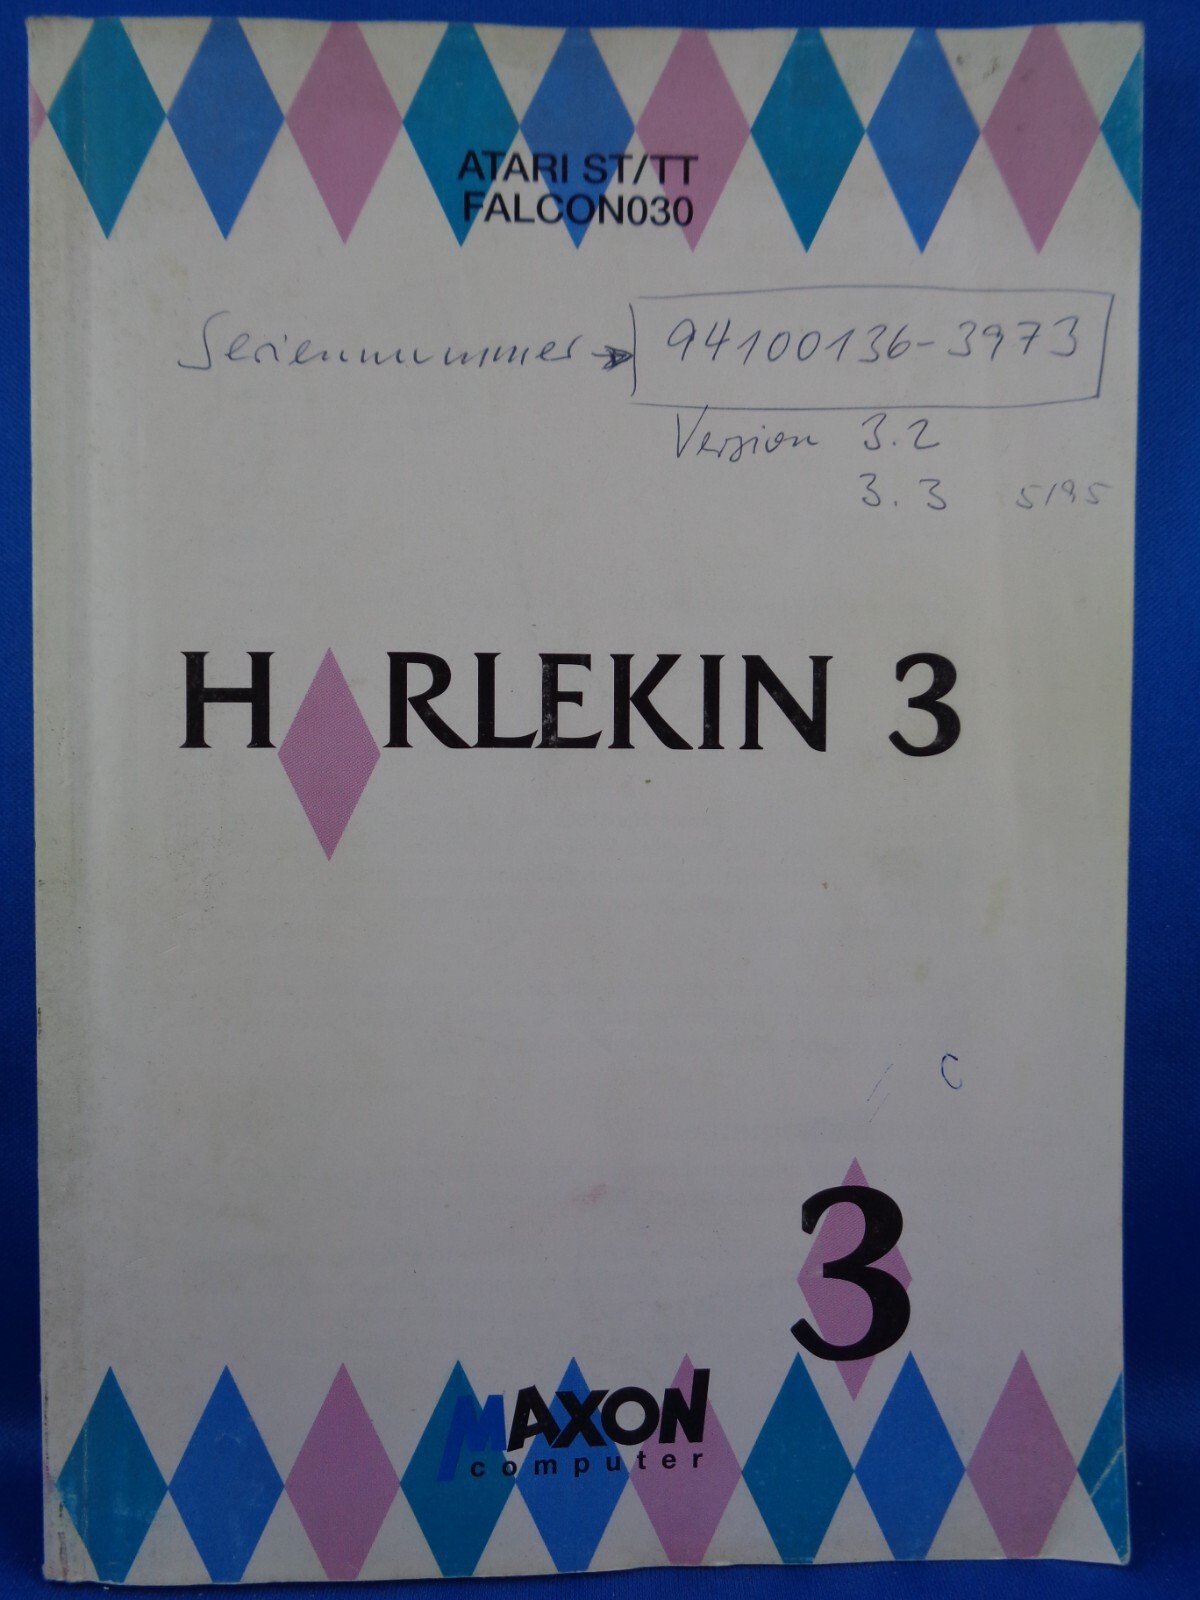 ATARI ST/TT
FALCON030
Seriennummer → 94100136-3973
Version 3.2
3.3 5/95
HARLEKIN 3
C
3
MAXON
computer